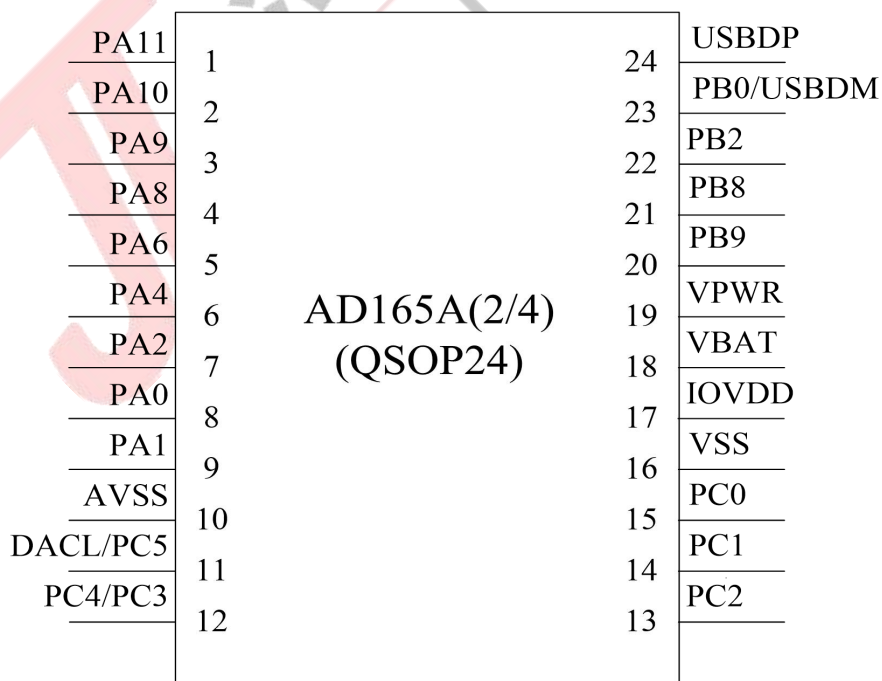 PA11 1 24 USBDP
PA10 2 23 PB0/USBDM
PA9 3 22 PB2
PA8 4 21 PB8
PA6 5 20 PB9
PA4 6 19 VPWR
PA2 7 18 VBAT
PA0 8 17 IOVDD
PA1 9 16 VSS
AVSS 10 15 PC0
DACL/PC5 11 14 PC1
PC4/PC3 12 13 PC2
AD165A(2/4)
(QSOP24)